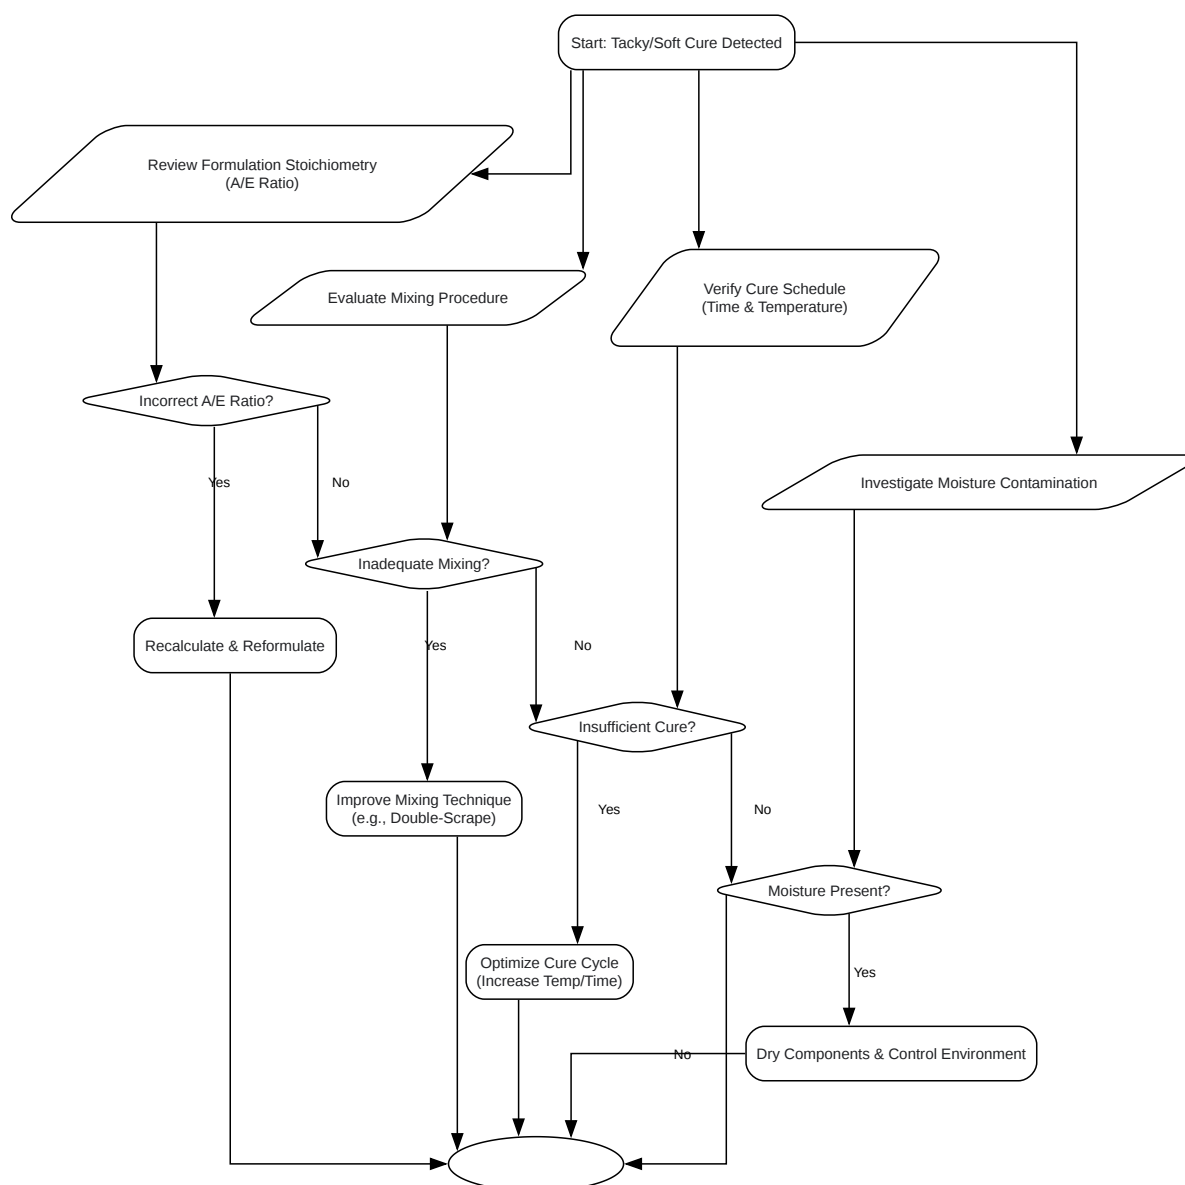 Start: Tacky/Soft Cure Detected
Review Formulation Stoichiometry
(A/E Ratio)
Evaluate Mixing Procedure
Verify Cure Schedule
(Time & Temperature)
Incorrect A/E Ratio?
Yes
No
Investigate Moisture Contamination
Inadequate Mixing?
Recalculate & Reformulate
Yes
No
Insufficient Cure?
Improve Mixing Technique
(e.g., Double-Scrape)
Yes
No
Moisture Present?
Optimize Cure Cycle
(Increase Temp/Time)
Yes
No
Dry Components & Control Environment